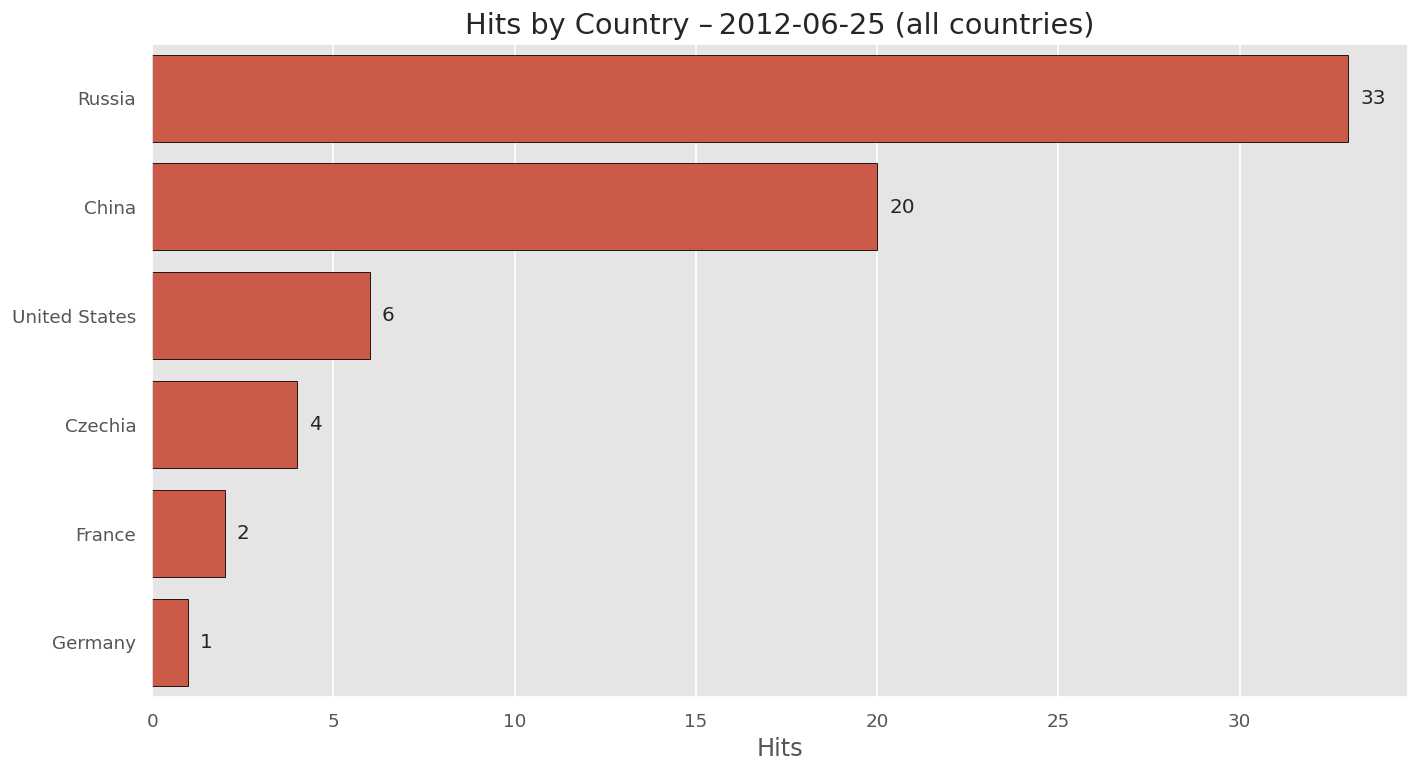 Hits by Country – 2012-06-25 (all countries)
Russia 33
China 20
United States 6
Czechia 4
France 2
Germany 1
0 5 10 15 20 25 30
Hits